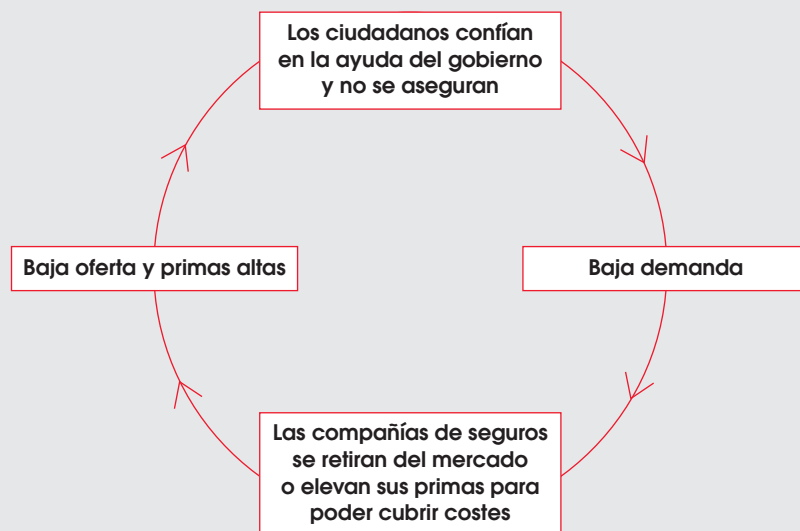 Los ciudadanos confían
en la ayuda del gobierno
y no se aseguran
Baja oferta y primas altas
Baja demanda
Las compañías de seguros
se retiran del mercado
o elevan sus primas para
poder cubrir costes